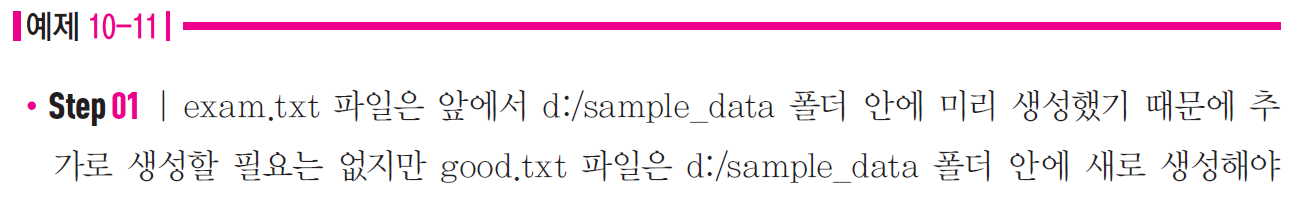 예제 10-11
• Step 01 | exam.txt 파일은 앞에서 d:/sample_data 폴더 안에 미리 생성했기 때문에 추
가로 생성할 필요는 없지만 good.txt 파일은 d:/sample_data 폴더 안에 새로 생성해야